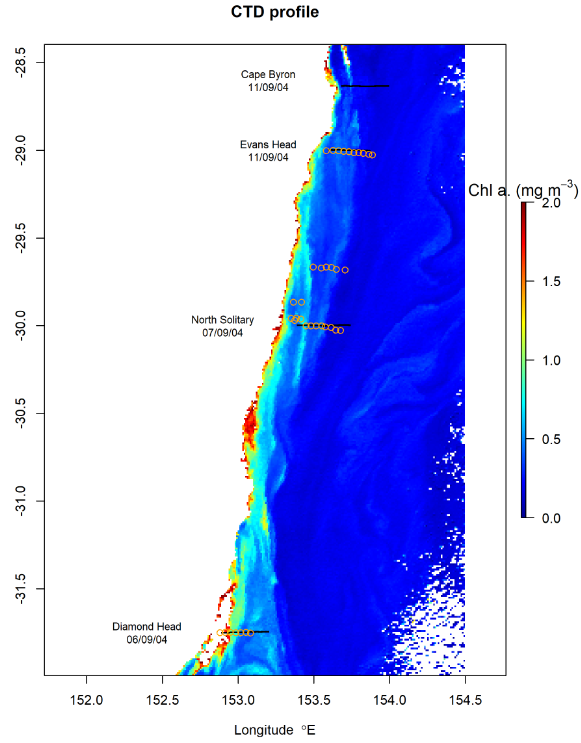 CTD profile
-28.5
-29.0
-29.5
-30.0
-30.5
-31.0
-31.5
Cape Byron
11/09/04
Evans Head
11/09/04
North Solitary
07/09/04
Diamond Head
06/09/04
Chl a. (mg m⁻³)
2.0
1.5
1.0
0.5
0.0
152.0 152.5 153.0 153.5 154.0 154.5
Longitude °E